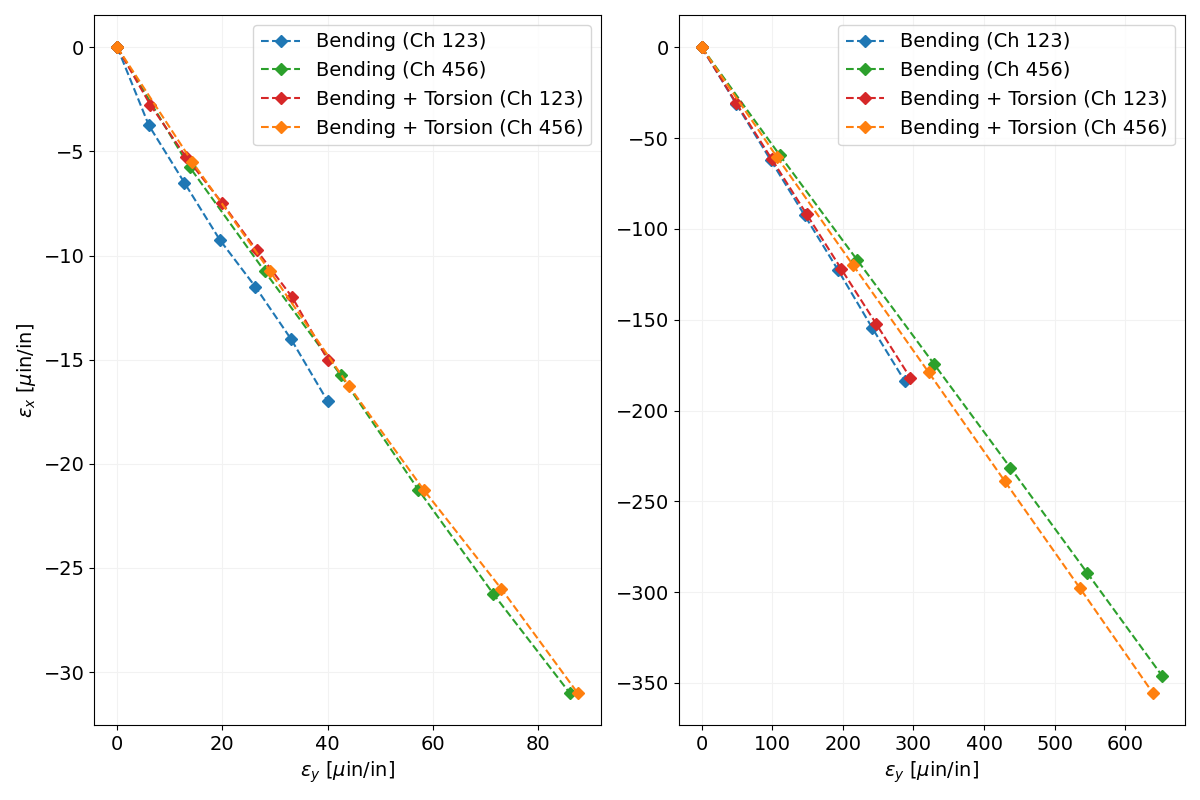 0
−5
−10
−15
−20
−25
−30
0
20
40
60
80
εx [μin/in]
εy [μin/in]
Bending (Ch 123)
Bending (Ch 456)
Bending + Torsion (Ch 123)
Bending + Torsion (Ch 456)
0
−50
−100
−150
−200
−250
−300
−350
0
100
200
300
400
500
600
εy [μin/in]
Bending (Ch 123)
Bending (Ch 456)
Bending + Torsion (Ch 123)
Bending + Torsion (Ch 456)